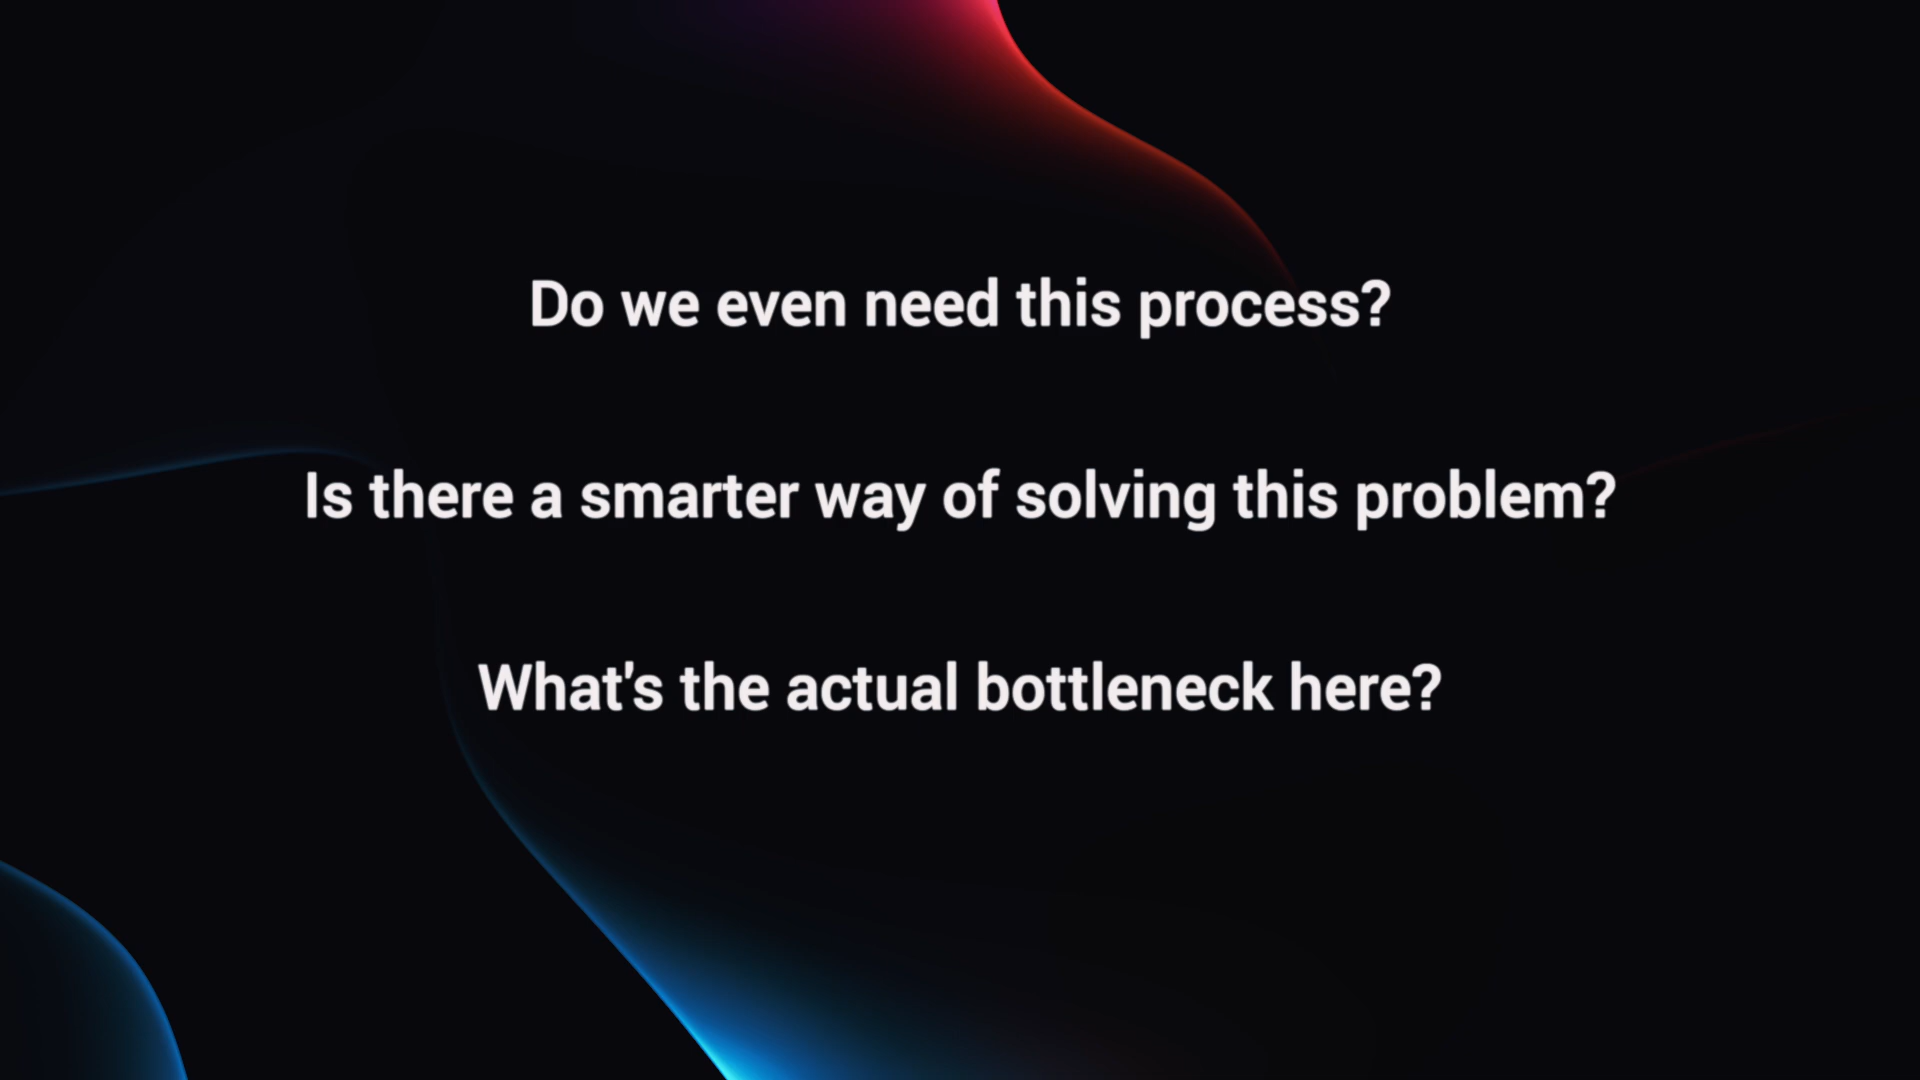 Do we even need this process?
Is there a smarter way of solving this problem?
What's the actual bottleneck here?